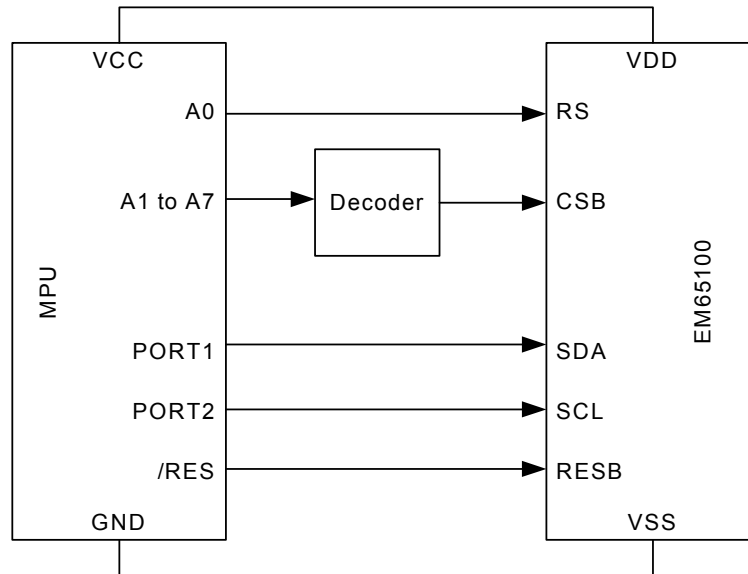 VCC
VDD
A0
RS
A1 to A7
Decoder
CSB
MPU
EM65100
PORT1
SDA
PORT2
SCL
/RES
RESB
GND
VSS